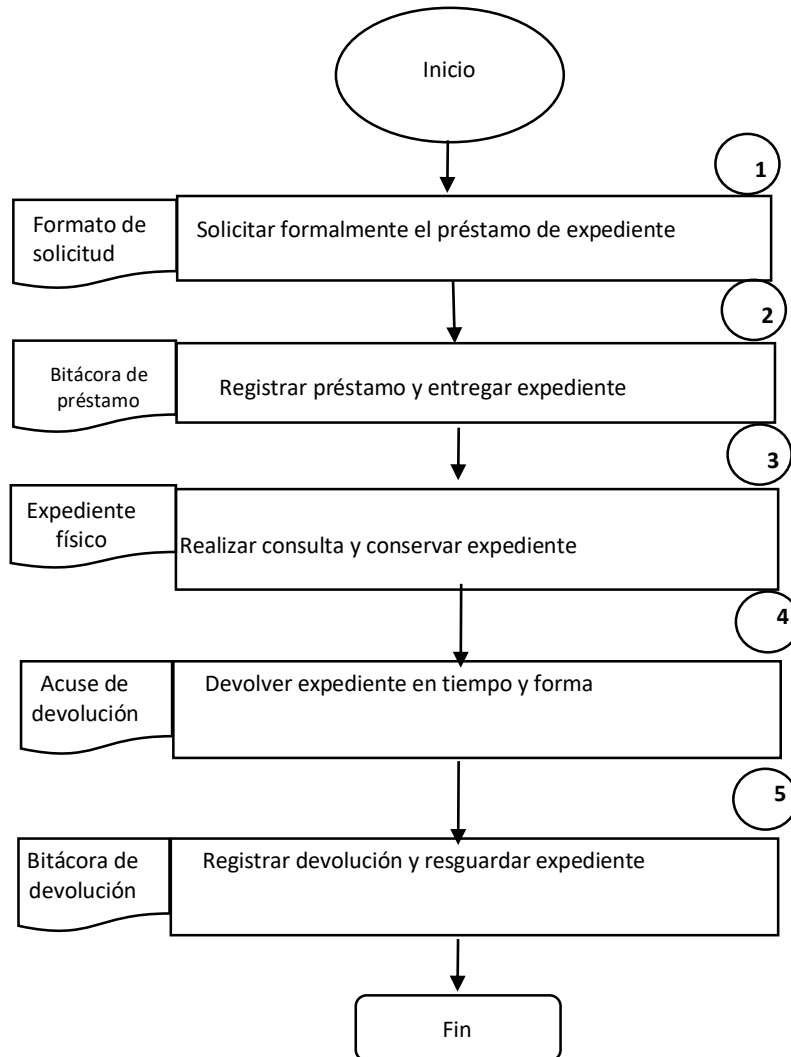 Inicio
1
Formato de
solicitud
Solicitar formalmente el préstamo de expediente
2
Bitácora de
préstamo
Registrar préstamo y entregar expediente
3
Expediente
físico
Realizar consulta y conservar expediente
4
Acuse de
devolución
Devolver expediente en tiempo y forma
5
Bitácora de
devolución
Registrar devolución y resguardar expediente
Fin